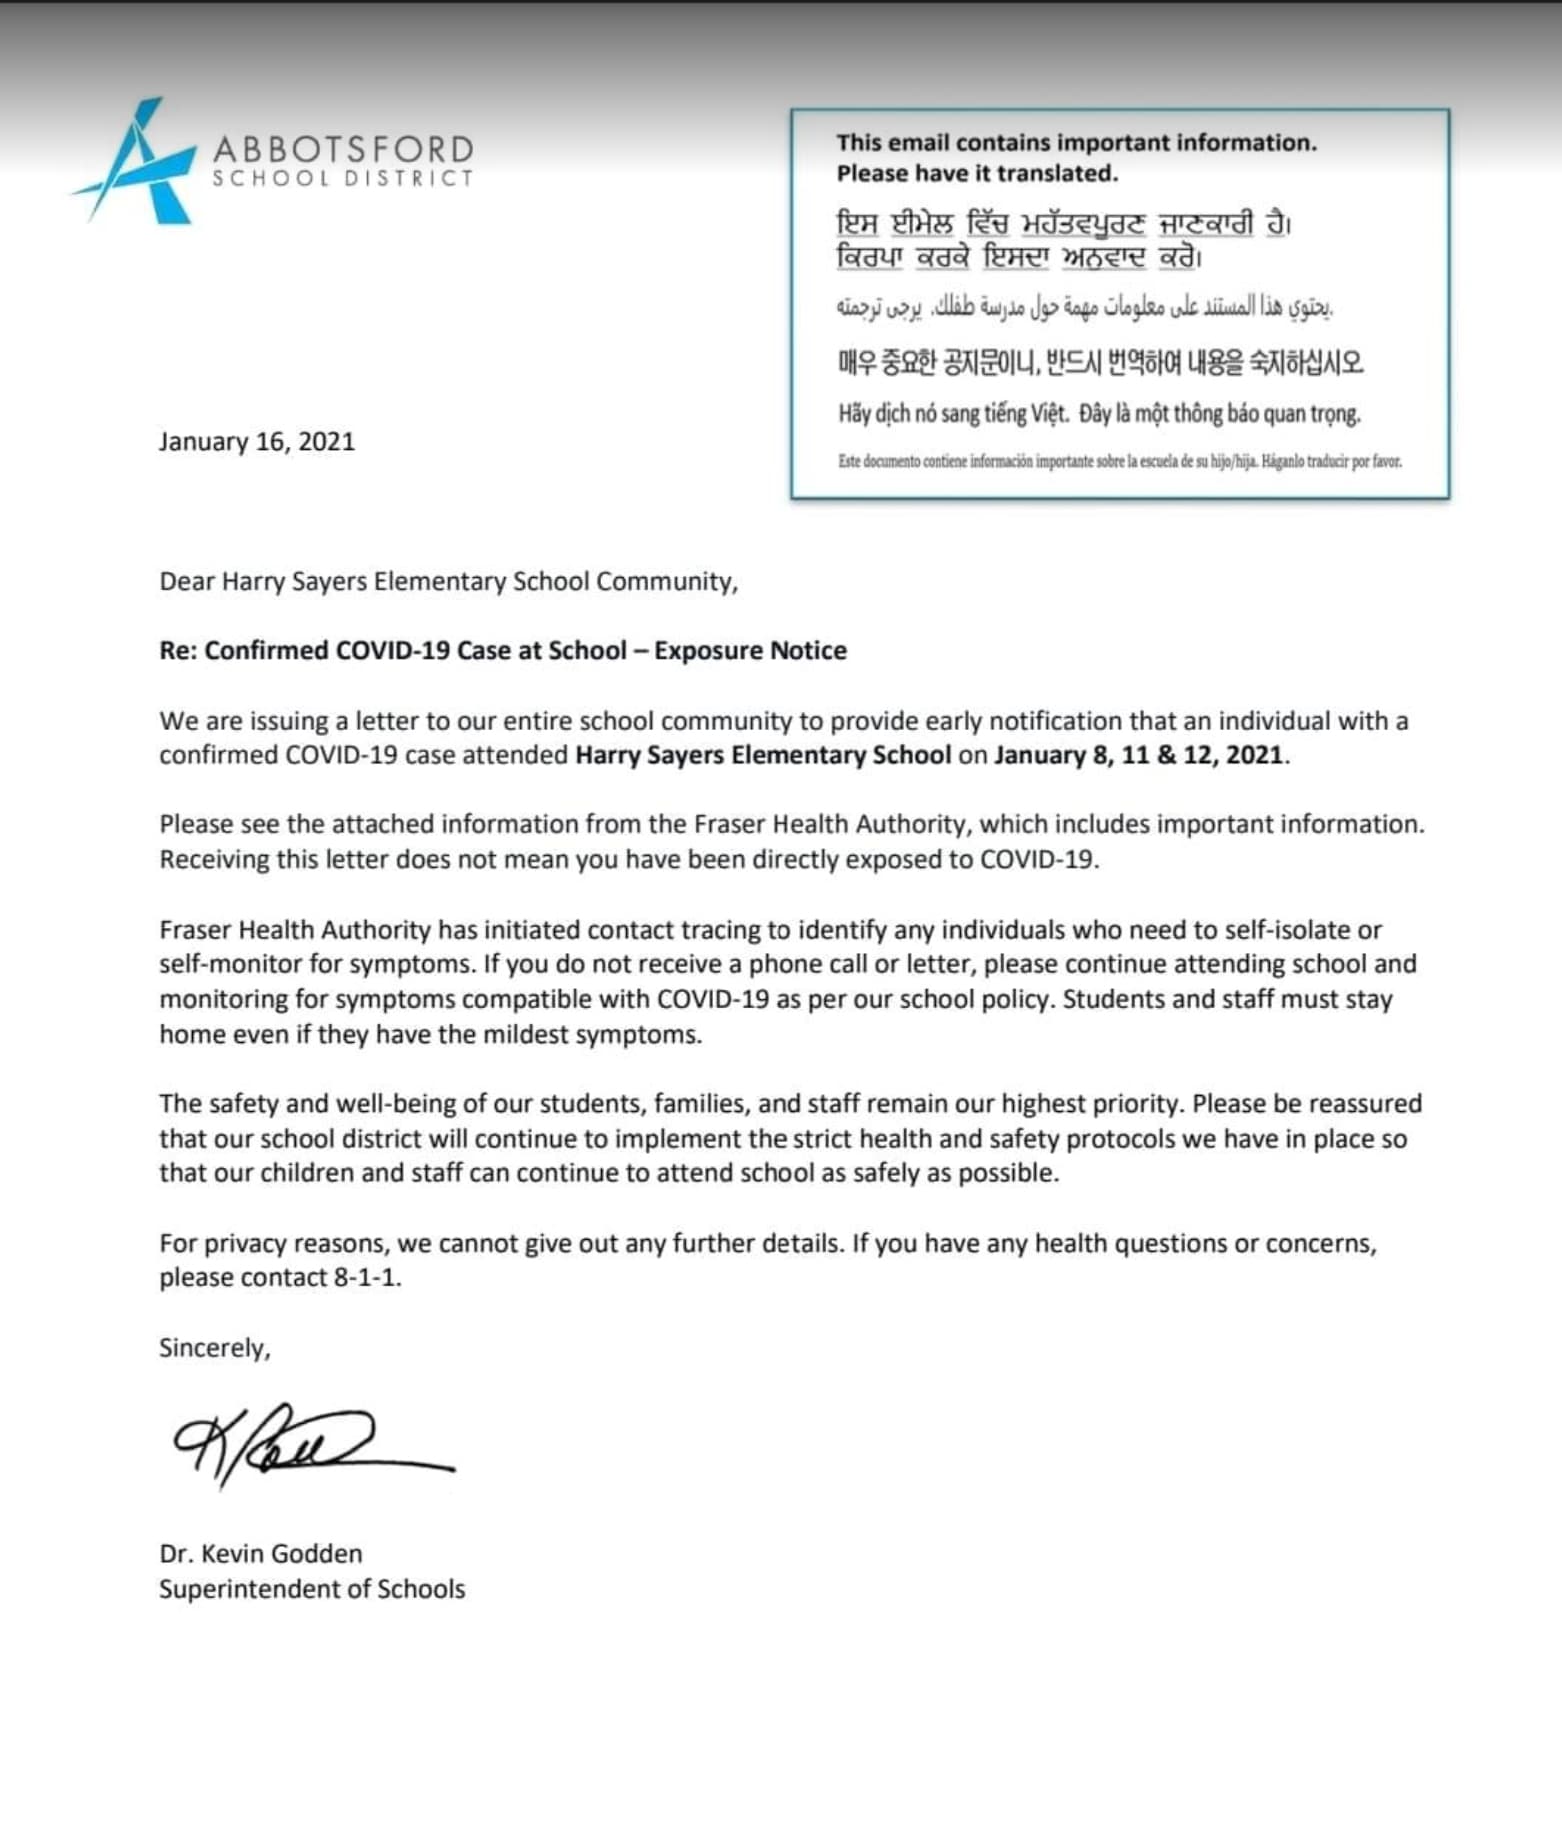 ABBOTSFORD
SCHOOL DISTRICT
This email contains important information.
Please have it translated.
ਇਸ ਈਮੇਲ ਵਿੱਚ ਮਹੱਤਵਪੂਰਣ ਜਾਣਕਾਰੀ ਹੈ।
ਕਿਰਪਾ ਕਰਕੇ ਇਸਦਾ ਅਨੁਵਾਦ ਕਰੋ।
يحتوي هذا المستند على معلومات مهمة حول مدرسة طفلك. يرجى ترجمته.
매우 중요한 공지문이니, 반드시 번역하여 내용을 숙지하십시오
Hãy dịch nó sang tiếng Việt. Đây là một thông báo quan trọng.
Este documento contiene información importante sobre la escuela de su hijo/hija. Háganlo traducir por favor.
January 16, 2021
Dear Harry Sayers Elementary School Community,
Re: Confirmed COVID-19 Case at School – Exposure Notice
We are issuing a letter to our entire school community to provide early notification that an individual with a
confirmed COVID-19 case attended Harry Sayers Elementary School on January 8, 11 & 12, 2021.
Please see the attached information from the Fraser Health Authority, which includes important information.
Receiving this letter does not mean you have been directly exposed to COVID-19.
Fraser Health Authority has initiated contact tracing to identify any individuals who need to self-isolate or
self-monitor for symptoms. If you do not receive a phone call or letter, please continue attending school and
monitoring for symptoms compatible with COVID-19 as per our school policy. Students and staff must stay
home even if they have the mildest symptoms.
The safety and well-being of our students, families, and staff remain our highest priority. Please be reassured
that our school district will continue to implement the strict health and safety protocols we have in place so
that our children and staff can continue to attend school as safely as possible.
For privacy reasons, we cannot give out any further details. If you have any health questions or concerns,
please contact 8-1-1.
Sincerely,
Dr. Kevin Godden
Superintendent of Schools